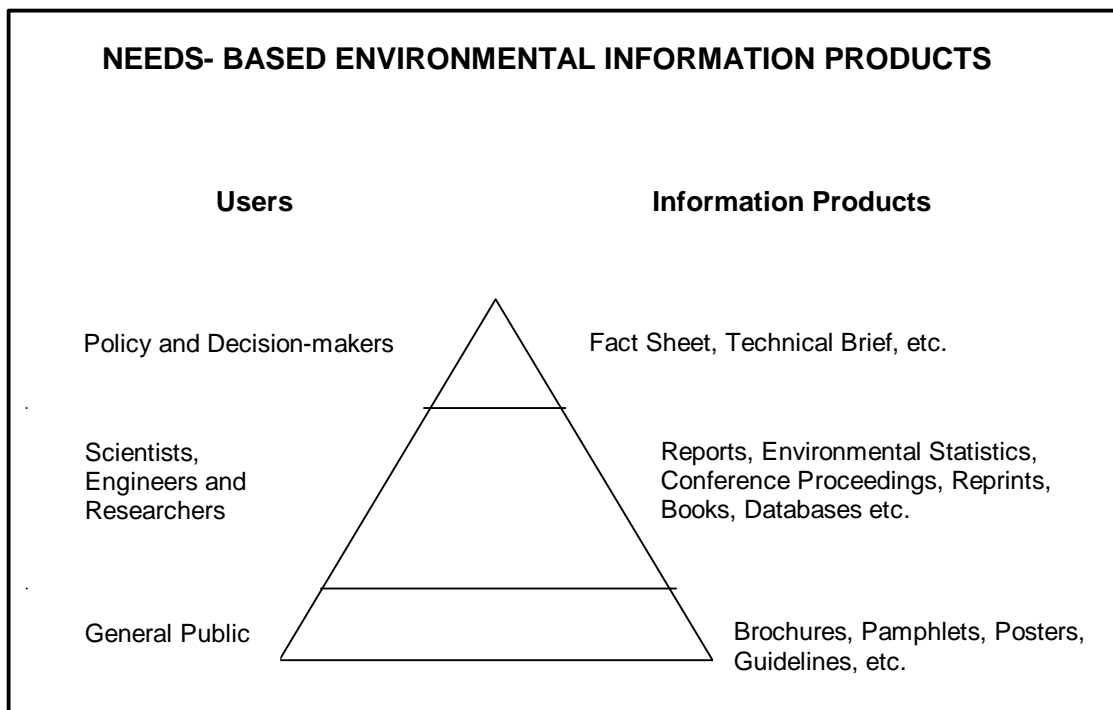 NEEDS- BASED ENVIRONMENTAL INFORMATION PRODUCTS
Users
Information Products
Policy and Decision-makers
Fact Sheet, Technical Brief, etc.
Scientists,
Engineers and
Researchers
Reports, Environmental Statistics,
Conference Proceedings, Reprints,
Books, Databases etc.
General Public
Brochures, Pamphlets, Posters,
Guidelines, etc.